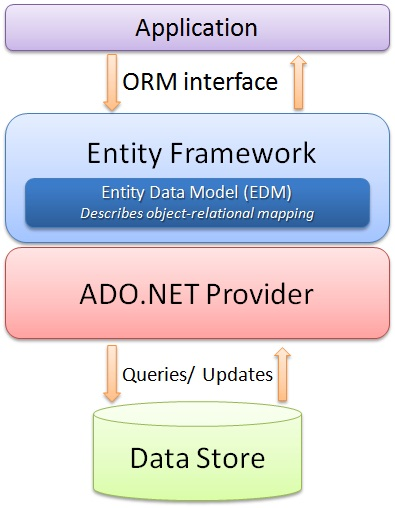 Application
ORM interface
Entity Framework
Entity Data Model (EDM)
Describes object-relational mapping
ADO.NET Provider
Queries/ Updates
Data Store